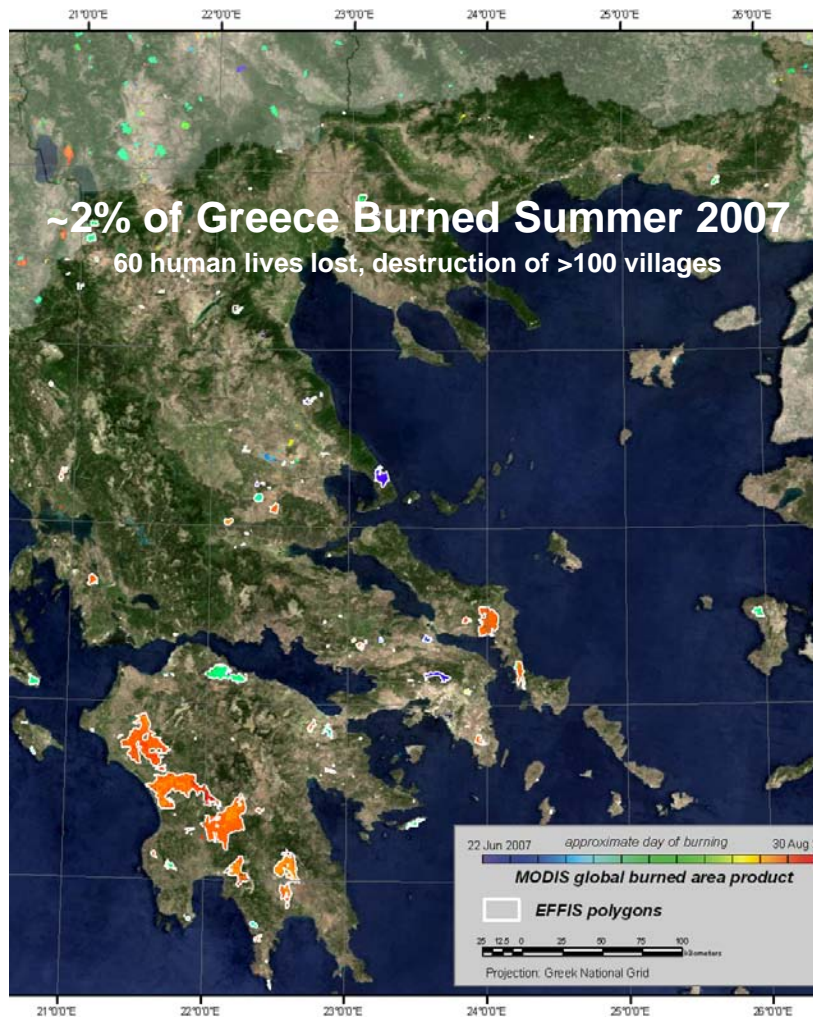 21°0'0"E 22°0'0"E 23°0'0"E 24°0'0"E 25°0'0"E 26°0'0"E
~2% of Greece Burned Summer 2007
60 human lives lost, destruction of >100 villages
22 Jun 2007 approximate day of burning 30 Aug
MODIS global burned area product
EFFIS polygons
25 12.5 0 25 50 75 100
Kilometers
Projection: Greek National Grid
21°0'0"E 22°0'0"E 23°0'0"E 24°0'0"E 25°0'0"E 26°0'0"E